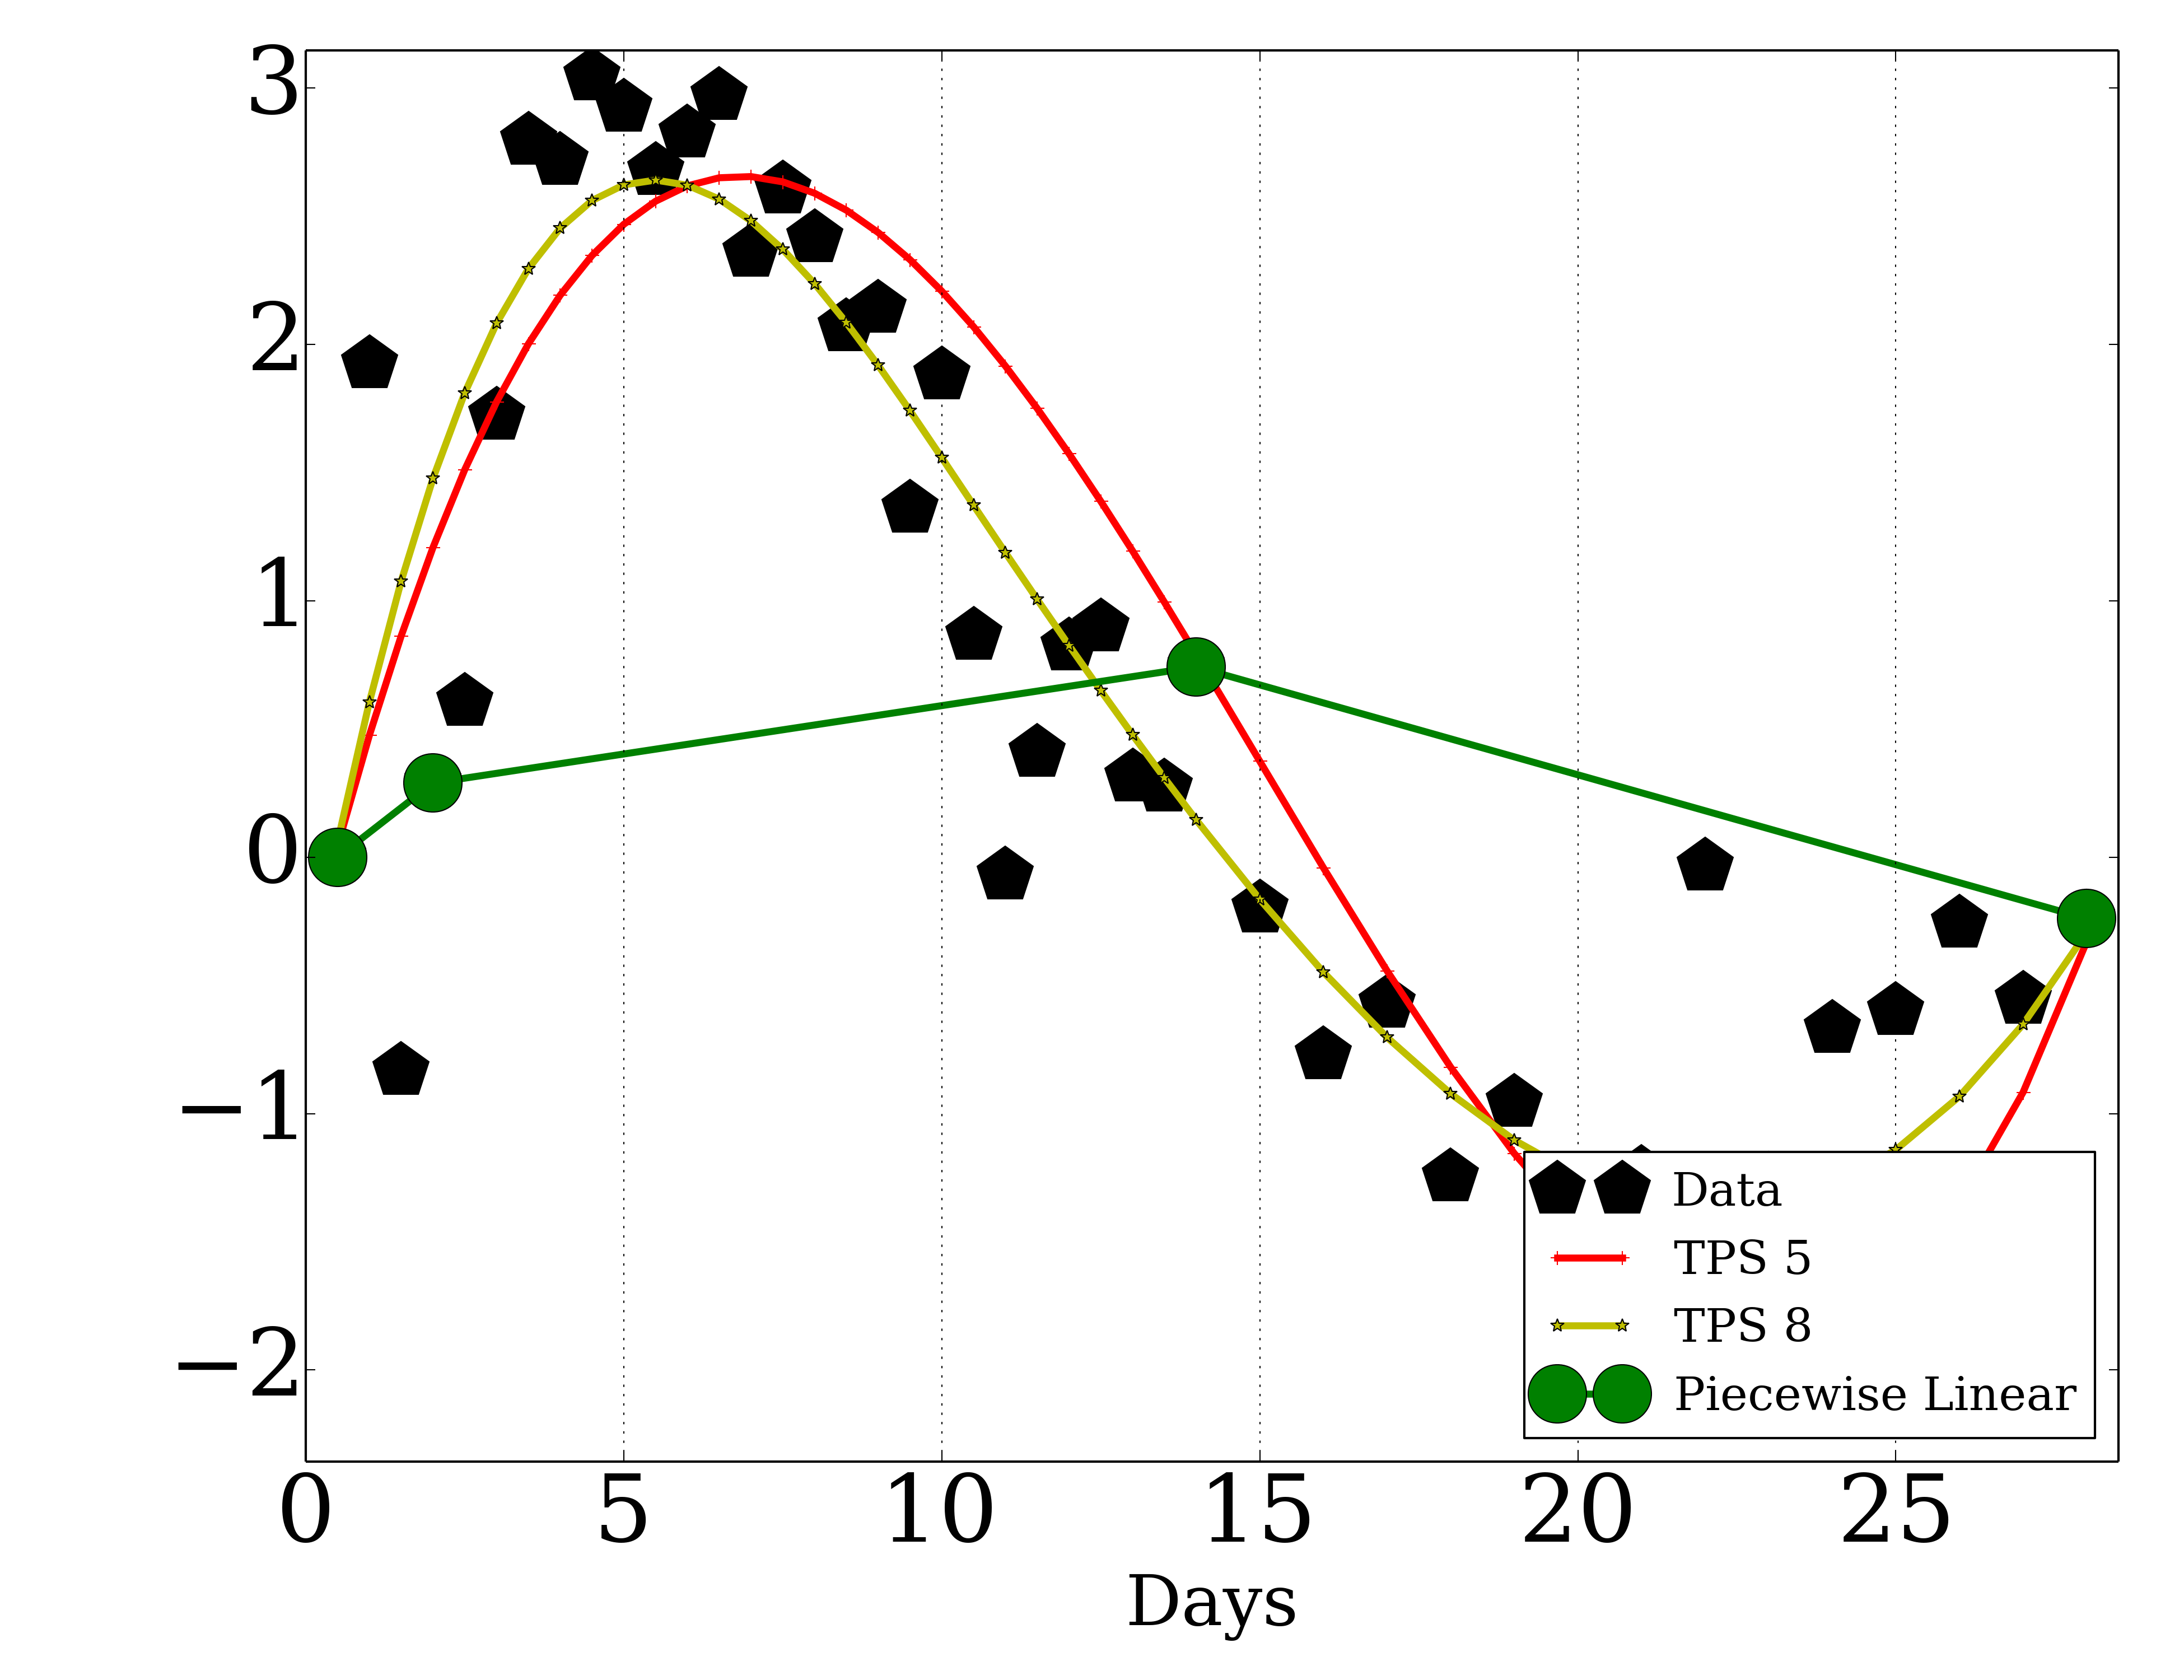 3
2
1
0
−1
−2
0 5 10 15 20 25
Days
Data
TPS 5
TPS 8
Piecewise Linear